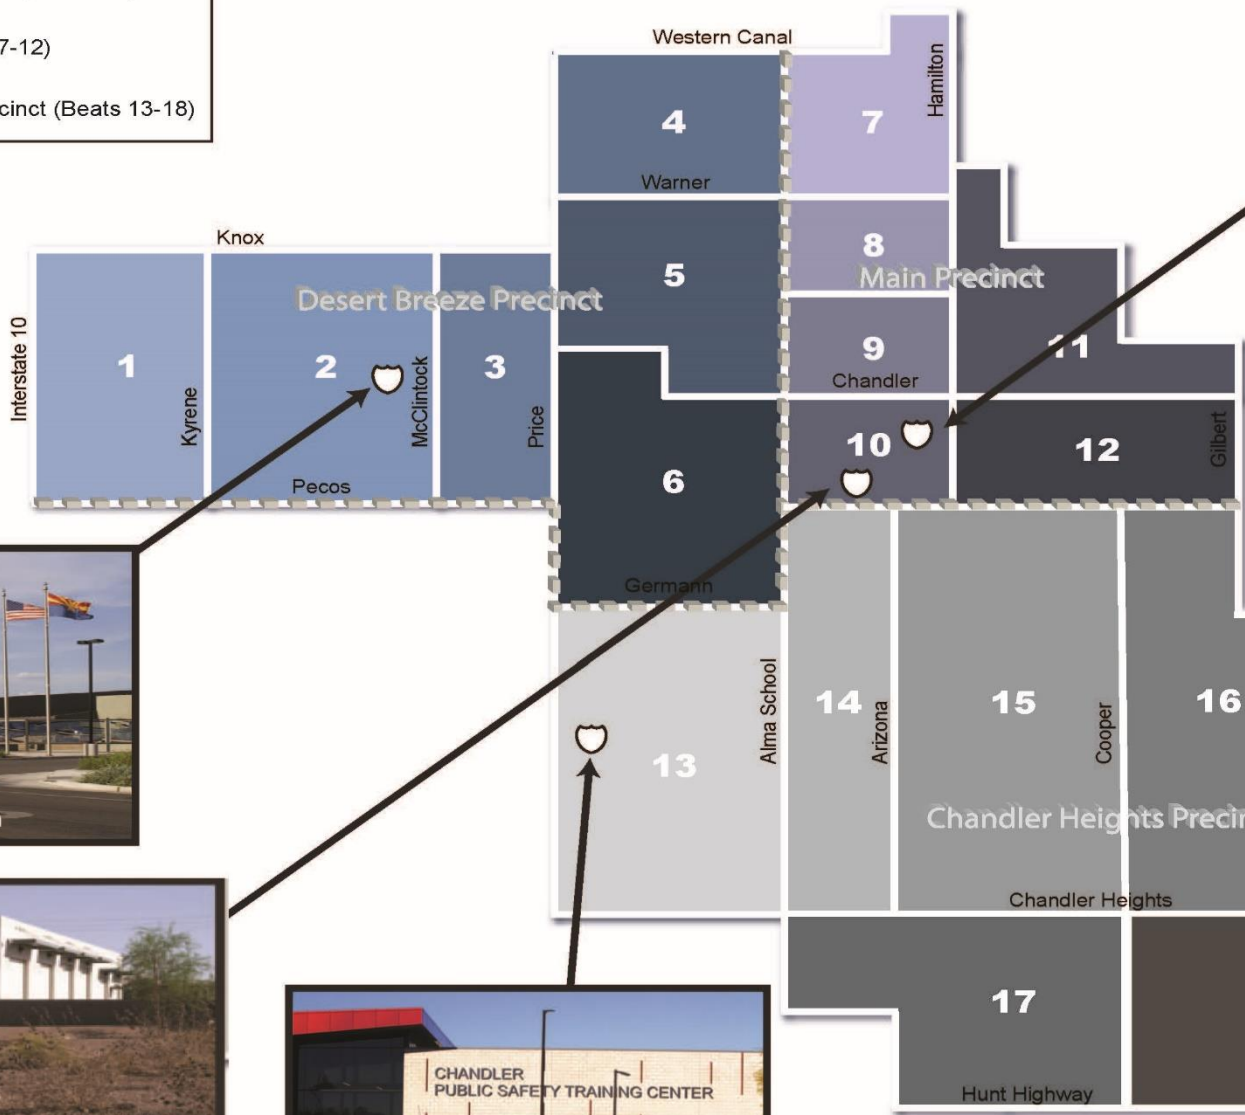 7-12)
cinct (Beats 13-18)
Western Canal
Hamilton
4
7
Warner
Knox
8
5
Main Precinct
Desert Breeze Precinct
Interstate 10
1
2
McClintock
3
9
11
Kyrene
Price
Chandler
10
12
Gilbert
Pecos
6
Germann
Alma School
14
Arizona
15
Cooper
16
13
Chandler Heights Precin
Chandler Heights
17
CHANDLER
PUBLIC SAFETY TRAINING CENTER
Hunt Highway